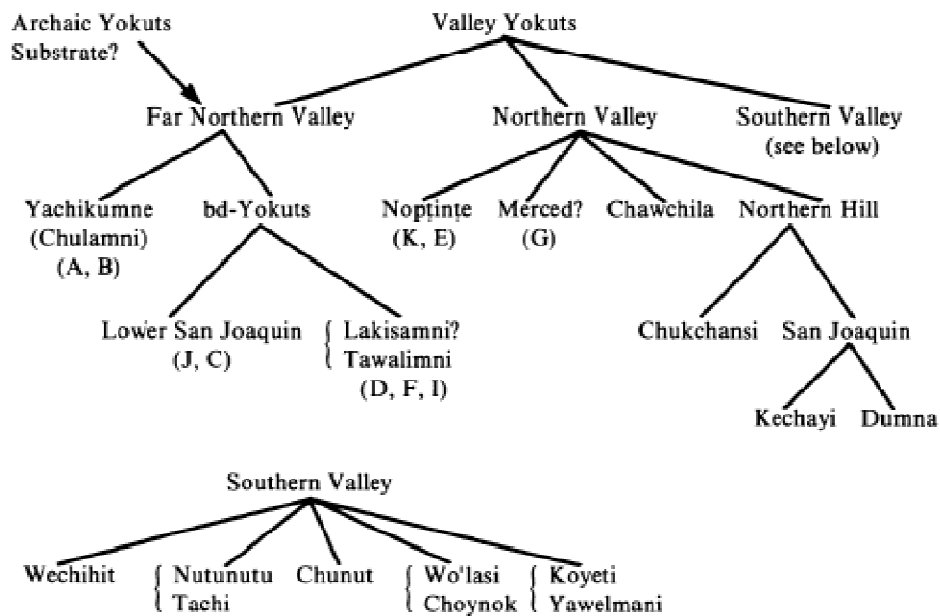 Archaic Yokuts
Substrate?
Valley Yokuts
Far Northern Valley
Northern Valley
Southern Valley
(see below)
Yachikumne
(Chulamni)
(A, B)
bd-Yokuts
Nopṭinṭe
(K, E)
Merced?
(G)
Chawchila
Northern Hill
Lower San Joaquin
(J, C)
{ Lakisamni?
Tawalimni
(D, F, I)
Chukchansi
San Joaquin
Kechayi
Dumna
Southern Valley
Wechihit
{ Nutunutu
Tachi
Chunut
{ Wo'lasi
Choynok
{ Koyeti
Yawelmani